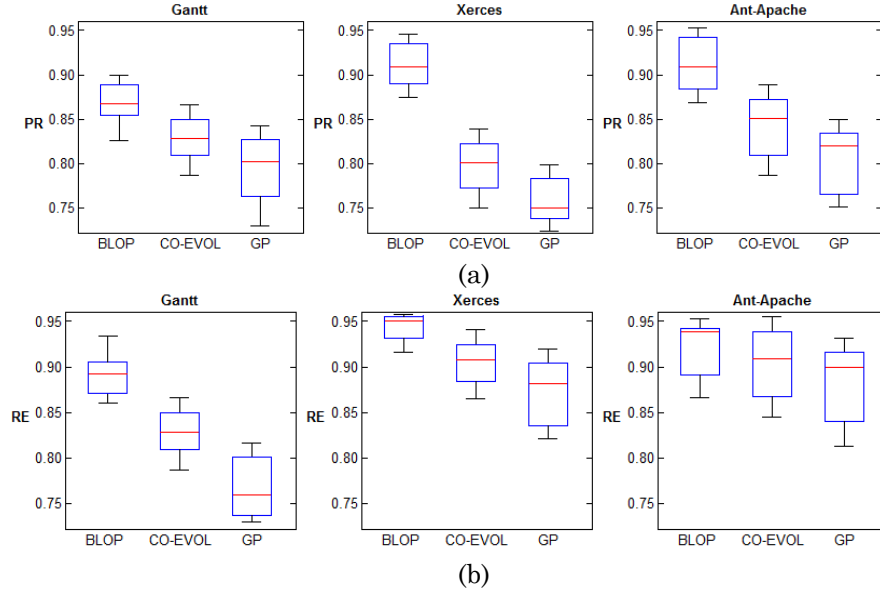 Gantt
Xerces
Ant-Apache
0.95
0.90
0.85
PR
0.80
0.75
BLOP
CO-EVOL
GP
0.95
0.90
0.85
PR
0.80
0.75
BLOP
CO-EVOL
GP
0.95
0.90
0.85
PR
0.80
0.75
BLOP
CO-EVOL
GP
(a)
Gantt
Xerces
Ant-Apache
0.95
0.90
0.85
RE
0.80
0.75
BLOP
CO-EVOL
GP
0.95
0.90
0.85
RE
0.80
0.75
BLOP
CO-EVOL
GP
0.95
0.90
0.85
RE
0.80
0.75
BLOP
CO-EVOL
GP
(b)